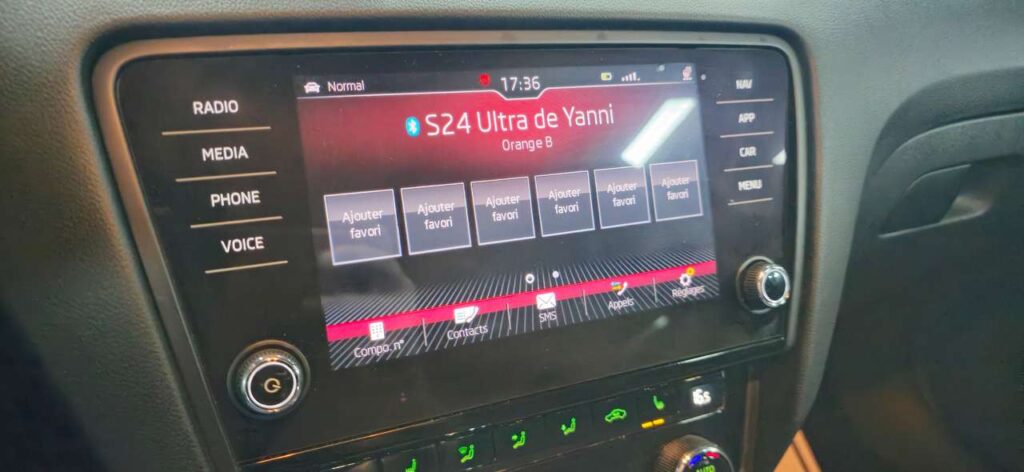 Normal
17:36
S24 Ultra de Yanni
Orange B
RADIO
MEDIA
PHONE
VOICE
NAV
APP
CAR
MENU
Ajouter
favori
Ajouter
favori
Ajouter
favori
Ajouter
favori
Ajouter
favori
Ajouter
favori
Compo. n°
Contacts
SMS
Appels
Réglages
AUTO